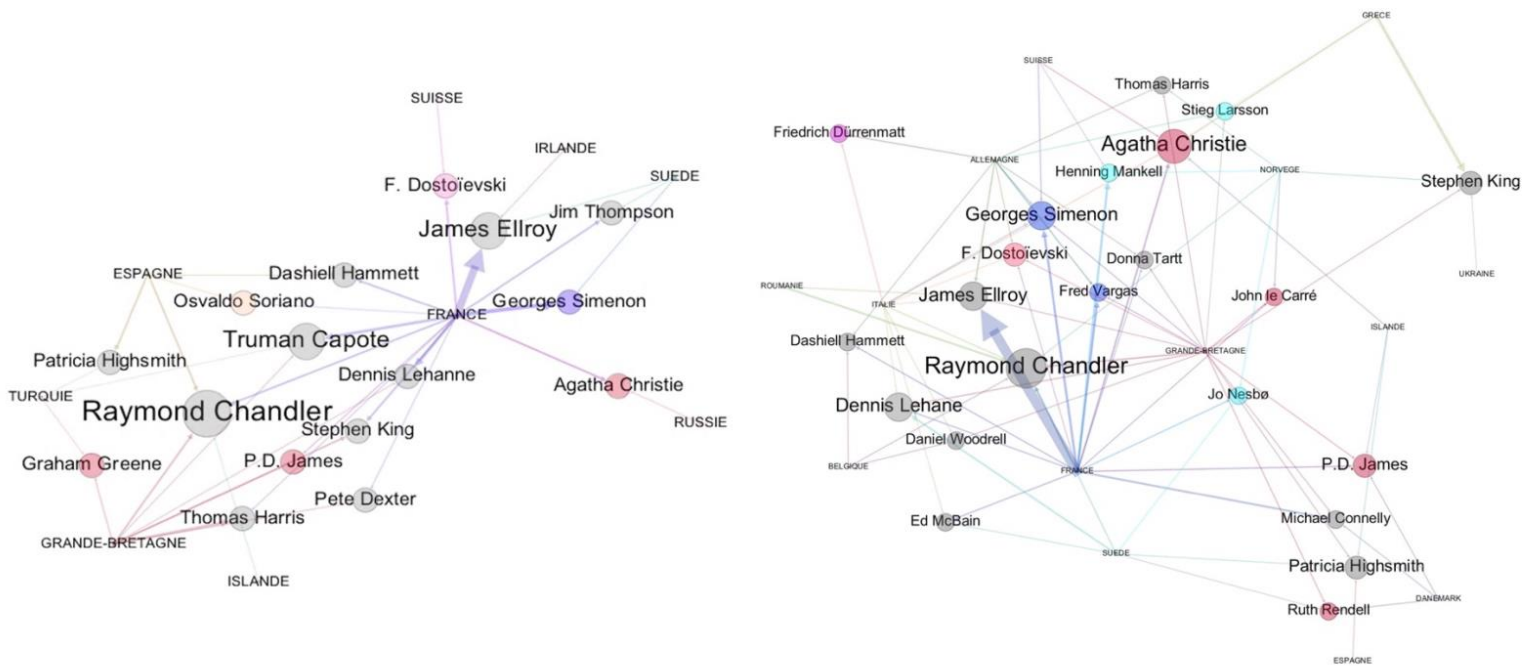 SUISSE
IRLANDE
SUEDE
F. Dostoïevski
Jim Thompson
James Ellroy
ESPAGNE
Dashiell Hammett
Osvaldo Soriano
Georges Simenon
FRANCE
Truman Capote
Patricia Highsmith
Dennis Lehanne
Agatha Christie
TURQUIE
Raymond Chandler
RUSSIE
Stephen King
Graham Greene
P.D. James
Pete Dexter
Thomas Harris
GRANDE-BRETAGNE
ISLANDE
GRECE
SUISSE
Thomas Harris
Stieg Larsson
Friedrich Dürrenmatt
Agatha Christie
ALLEMAGNE
Henning Mankell
NORVEGE
Stephen King
Georges Simenon
F. Dostoïevski
Donna Tartt
UKRAINE
ROUMANIE
James Ellroy
Fred Vargas
John le Carré
ITALIE
ISLANDE
Dashiell Hammett
GRANDE-BRETAGNE
Raymond Chandler
Jo Nesbø
Dennis Lehane
Daniel Woodrell
BELGIQUE
FRANCE
P.D. James
Ed McBain
Michael Connelly
SUEDE
Patricia Highsmith
DANEMARK
Ruth Rendell
ESPAGNE